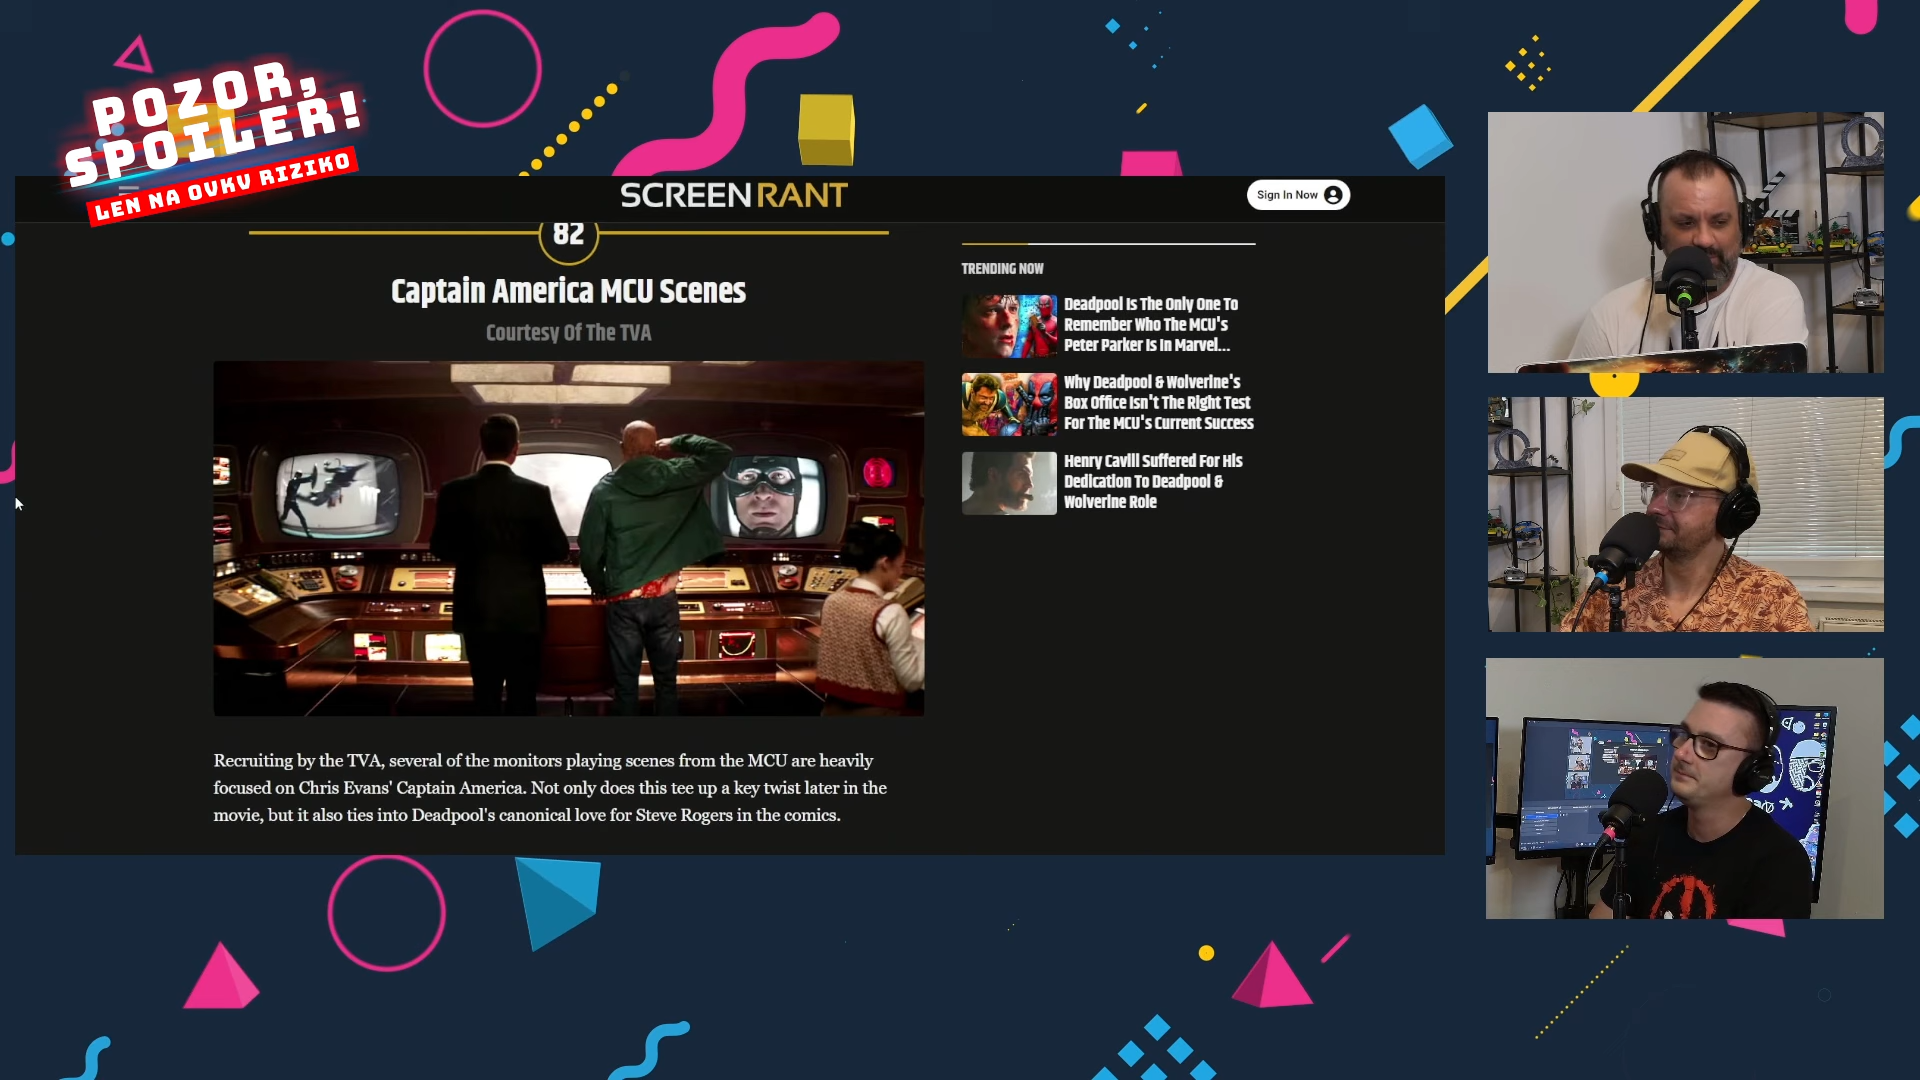 POZOR,
SPOILER!
LEN NA OVKV RIZIKO
SCREENRANT
Sign In Now
82
Captain America MCU Scenes
Courtesy Of The TVA
Recruiting by the TVA, several of the monitors playing scenes from the MCU are heavily
focused on Chris Evans' Captain America. Not only does this tee up a key twist later in the
movie, but it also ties into Deadpool's canonical love for Steve Rogers in the comics.
TRENDING NOW
Deadpool Is The Only One To
Remember Who The MCU's
Peter Parker Is In Marvel...
Why Deadpool & Wolverine's
Box Office Isn't The Right Test
For The MCU's Current Success
Henry Cavill Suffered For His
Dedication To Deadpool &
Wolverine Role